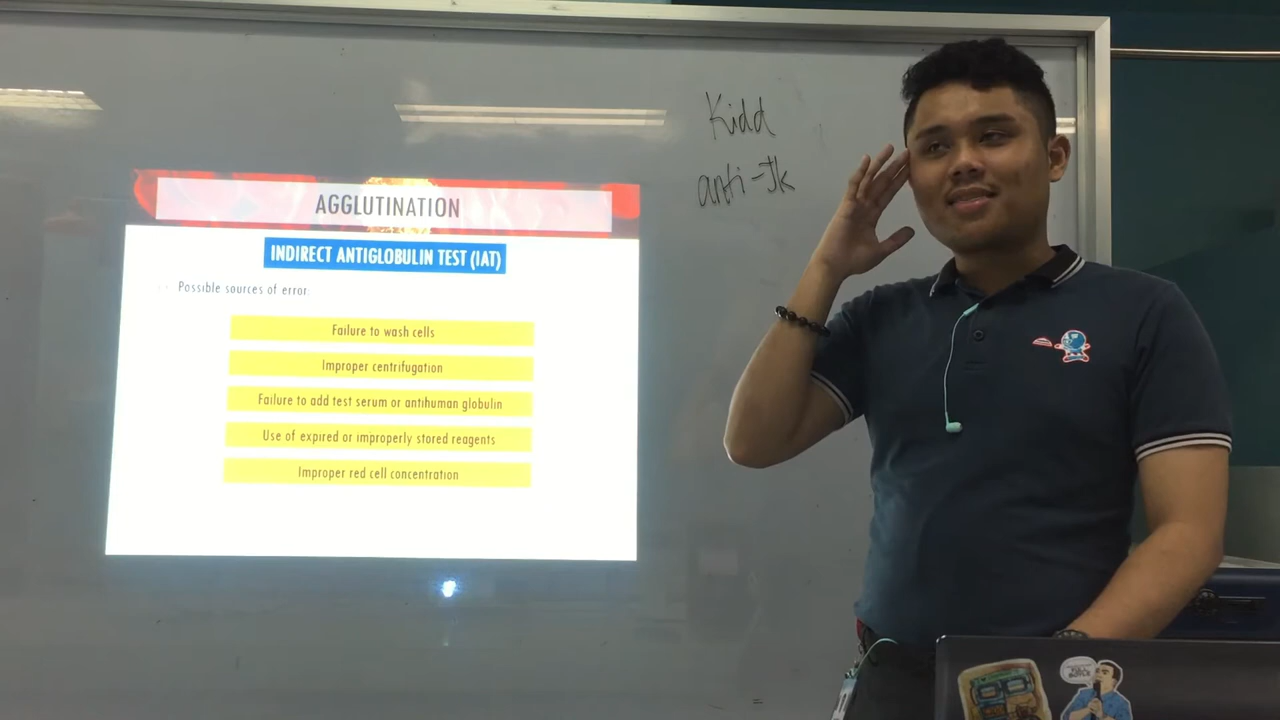 Kidd
anti-Jk
AGGLUTINATION
INDIRECT ANTIGLOBULIN TEST (IAT)
Possible sources of error:
Failure to wash cells
Improper centrifugation
Failure to add test serum or antihuman globulin
Use of expired or improperly stored reagents
Improper red cell concentration